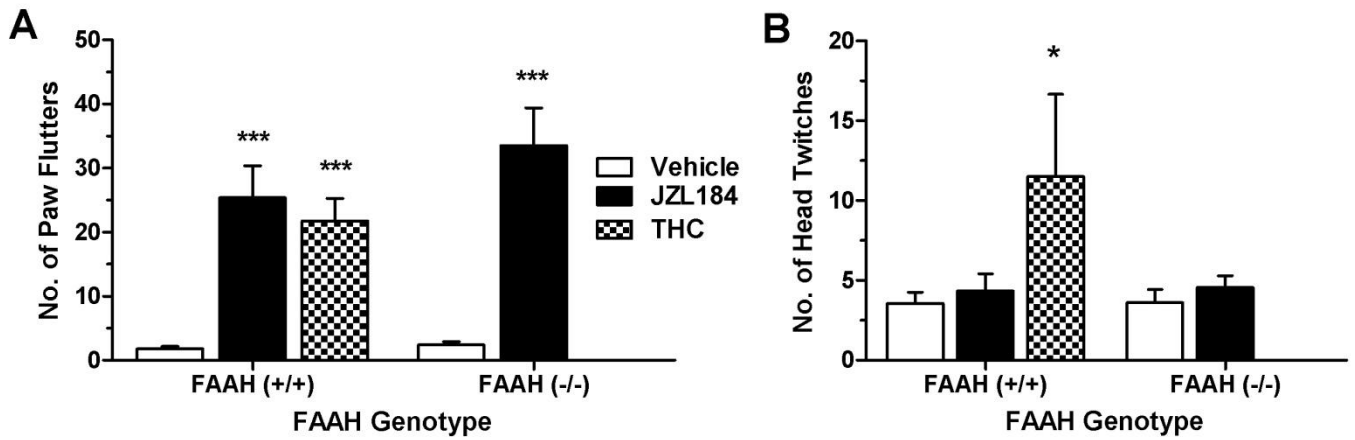 A
No. of Paw Flutters
50
40
30
20
10
0
***
***
***
Vehicle
JZL184
THC
FAAH (+/+)
FAAH (-/-)
FAAH Genotype
B
No. of Head Twitches
20
15
10
5
0
*
FAAH (+/+)
FAAH (-/-)
FAAH Genotype